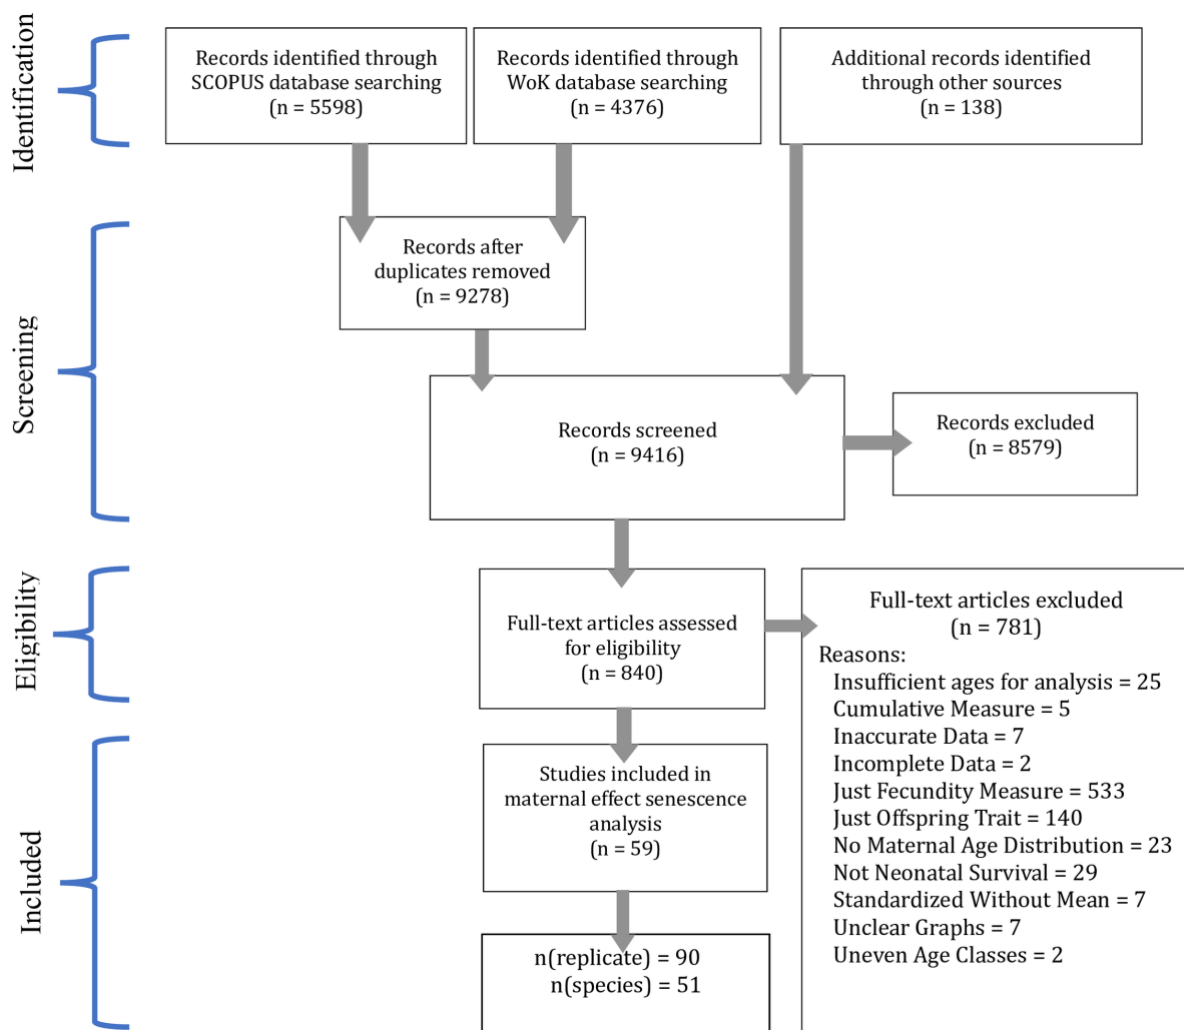 Identification
Records identified through
SCOPUS database searching
(n = 5598)
Records identified through
WoK database searching
(n = 4376)
Additional records identified
through other sources
(n = 138)
Screening
Records after
duplicates removed
(n = 9278)
Records screened
(n = 9416)
Records excluded
(n = 8579)
Eligibility
Full-text articles assessed
for eligibility
(n = 840)
Full-text articles excluded
(n = 781)
Reasons:
Insufficient ages for analysis = 25
Cumulative Measure = 5
Inaccurate Data = 7
Incomplete Data = 2
Just Fecundity Measure = 533
Just Offspring Trait = 140
No Maternal Age Distribution = 23
Not Neonatal Survival = 29
Standardized Without Mean = 7
Unclear Graphs = 7
Uneven Age Classes = 2
Included
Studies included in
maternal effect senescence
analysis
(n = 59)
n(replicate) = 90
n(species) = 51